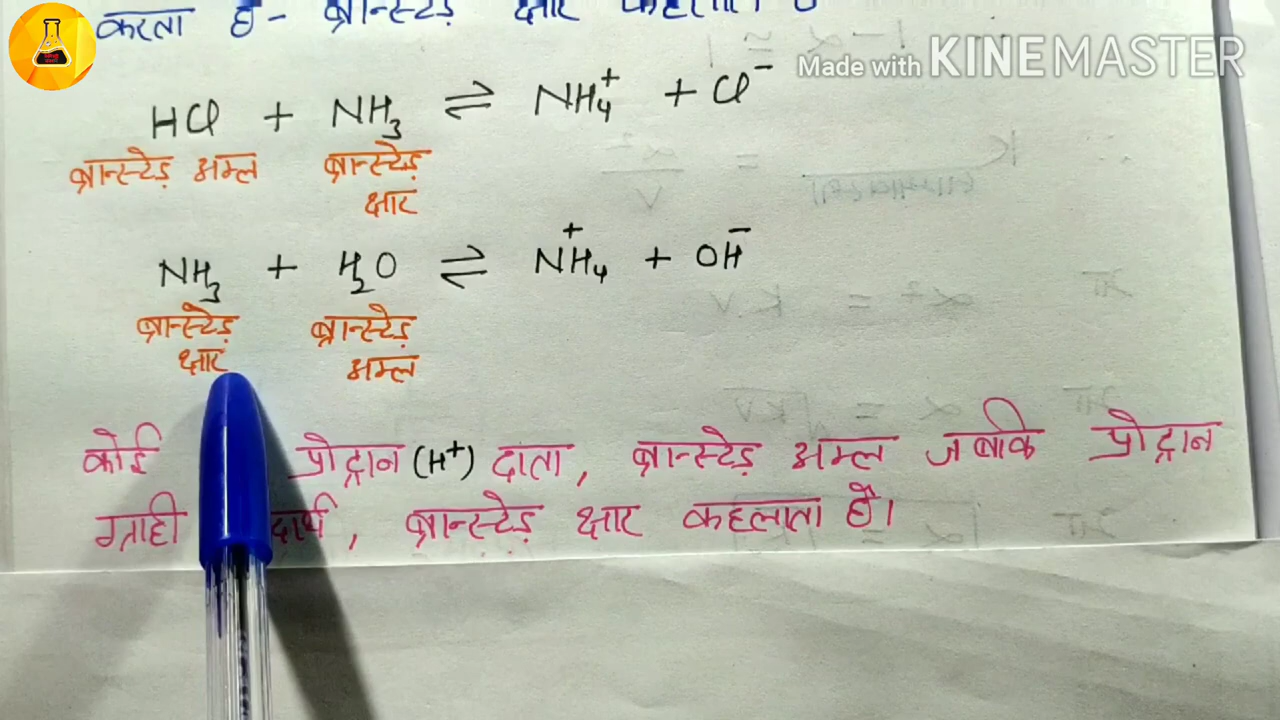 करता है - ब्रान्स्टेड़ क्षार कहलाता है
Made with KINEMASTER
HCl + NH₃ ⇌ NH₄⁺ + Cl⁻
ब्रान्स्टेड़ अम्ल ब्रान्स्टेड़
क्षार
NH₃ + H₂O ⇌ NH₄⁺ + OH⁻
ब्रान्स्टेड़ ब्रान्स्टेड़
क्षार अम्ल
कोई प्रोट्रान (H⁺) दाता, ब्रान्स्टेड़ अम्ल जबकि प्रोट्रान
ग्राही , ब्रान्स्टेड़ क्षार कहलाता है।